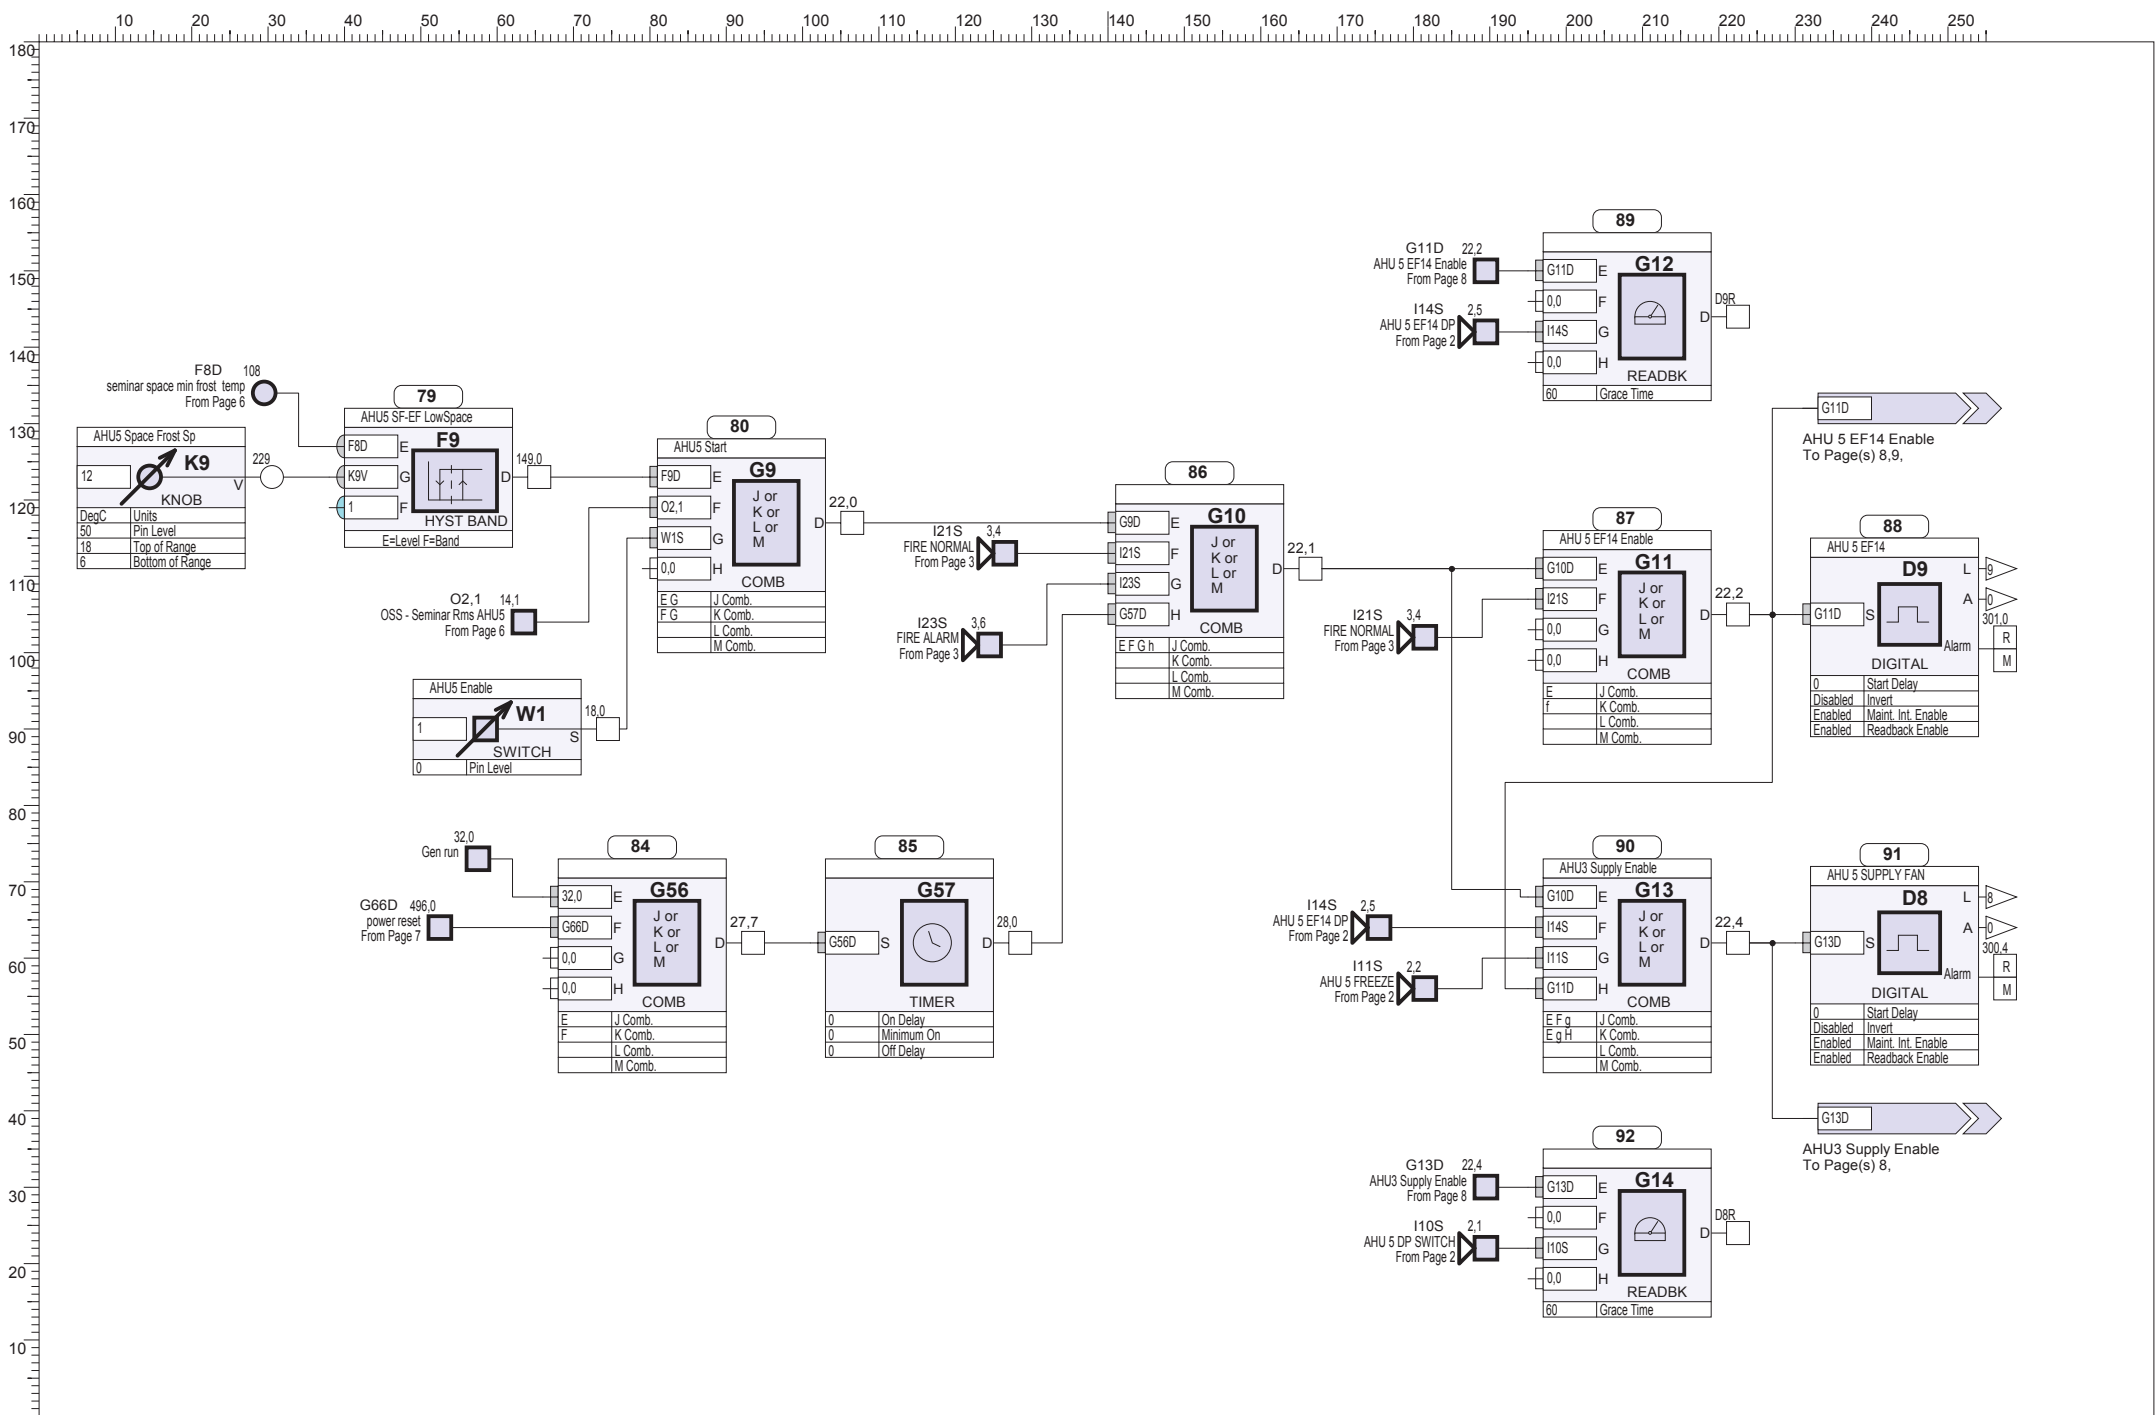 10 20 30 40 50 60 70 80 90 100 110 120 130 140 150 160 170 180 190 200 210 220 230 240 250
180
170
160
150
140
130
120
110
100
90
80
70
60
50
40
30
20
10
F8D 108
seminar space min frost temp
From Page 6
AHU5 Space Frost Sp
12
K9
V
KNOB
DegC Units
50 Pin Level
18 Top of Range
6 Bottom of Range
229
79
AHU5 SF-EF LowSpace
F9
F8D E
K9V G
1 F
D
HYST BAND
E=Level F=Band
149,0
O2,1 14,1
OSS - Seminar Rms AHU5
From Page 6
AHU5 Enable
1
W1
S
SWITCH
0 Pin Level
18,0
80
AHU5 Start
G9
F9D E
O2,1 F
W1S G
0,0 H
J or
K or
L or
M
D
COMB
E G J Comb.
F G K Comb.
L Comb.
M Comb.
22,0
32,0
Gen run
G66D 496,0
power reset
From Page 7
84
G56
32,0 E
G66D F
0,0 G
0,0 H
J or
K or
L or
M
D
COMB
E J Comb.
F K Comb.
L Comb.
M Comb.
27,7
85
G57
G56D S
D
TIMER
0 On Delay
0 Minimum On
0 Off Delay
28,0
I21S 3,4
FIRE NORMAL
From Page 3
I23S 3,6
FIRE ALARM
From Page 3
86
G10
G9D E
I21S F
I23S G
G57D H
J or
K or
L or
M
D
COMB
E F G h J Comb.
K Comb.
L Comb.
M Comb.
22,1
G11D 22,2
AHU 5 EF14 Enable
From Page 8
I14S 2,5
AHU 5 EF14 DP
From Page 2
89
G12
G11D E
0,0 F
I14S G
0,0 H
D
READBK
60 Grace Time
D9R
I21S 3,4
FIRE NORMAL
From Page 3
87
AHU 5 EF14 Enable
G11
G10D E
I21S F
0,0 G
0,0 H
J or
K or
L or
M
D
COMB
E J Comb.
f K Comb.
L Comb.
M Comb.
22,2
G11D
AHU 5 EF14 Enable
To Page(s) 8,9,
88
AHU 5 EF14
D9
G11D S
L 9
A 0
301,0
Alarm
R
M
DIGITAL
0 Start Delay
Disabled Invert
Enabled Maint. Int. Enable
Enabled Readback Enable
I14S 2,5
AHU 5 EF14 DP
From Page 2
I11S 2,2
AHU 5 FREEZE
From Page 2
90
AHU3 Supply Enable
G13
G10D E
I14S F
I11S G
G11D H
J or
K or
L or
M
D
COMB
E F g J Comb.
E g H K Comb.
L Comb.
M Comb.
22,4
91
AHU 5 SUPPLY FAN
D8
G13D S
L 8
A 0
300,4
Alarm
R
M
DIGITAL
0 Start Delay
Disabled Invert
Enabled Maint. Int. Enable
Enabled Readback Enable
G13D
AHU3 Supply Enable
To Page(s) 8,
G13D 22,4
AHU3 Supply Enable
From Page 8
I10S 2,1
AHU 5 DP SWITCH
From Page 2
92
G14
G13D E
0,0 F
I10S G
0,0 H
D
READBK
60 Grace Time
D8R